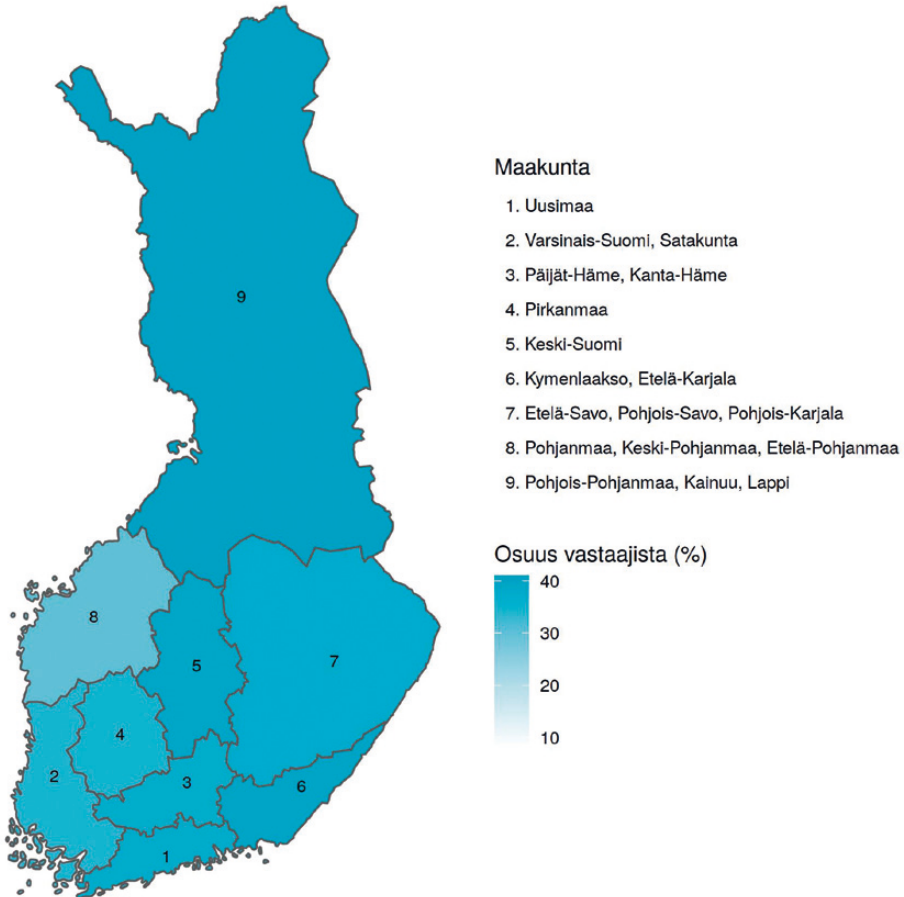 9
8
7
5
4
2
3
6
1
Maakunta
1. Uusimaa
2. Varsinais-Suomi, Satakunta
3. Päijät-Häme, Kanta-Häme
4. Pirkanmaa
5. Keski-Suomi
6. Kymenlaakso, Etelä-Karjala
7. Etelä-Savo, Pohjois-Savo, Pohjois-Karjala
8. Pohjanmaa, Keski-Pohjanmaa, Etelä-Pohjanmaa
9. Pohjois-Pohjanmaa, Kainuu, Lappi
Osuus vastaajista (%)
40
30
20
10